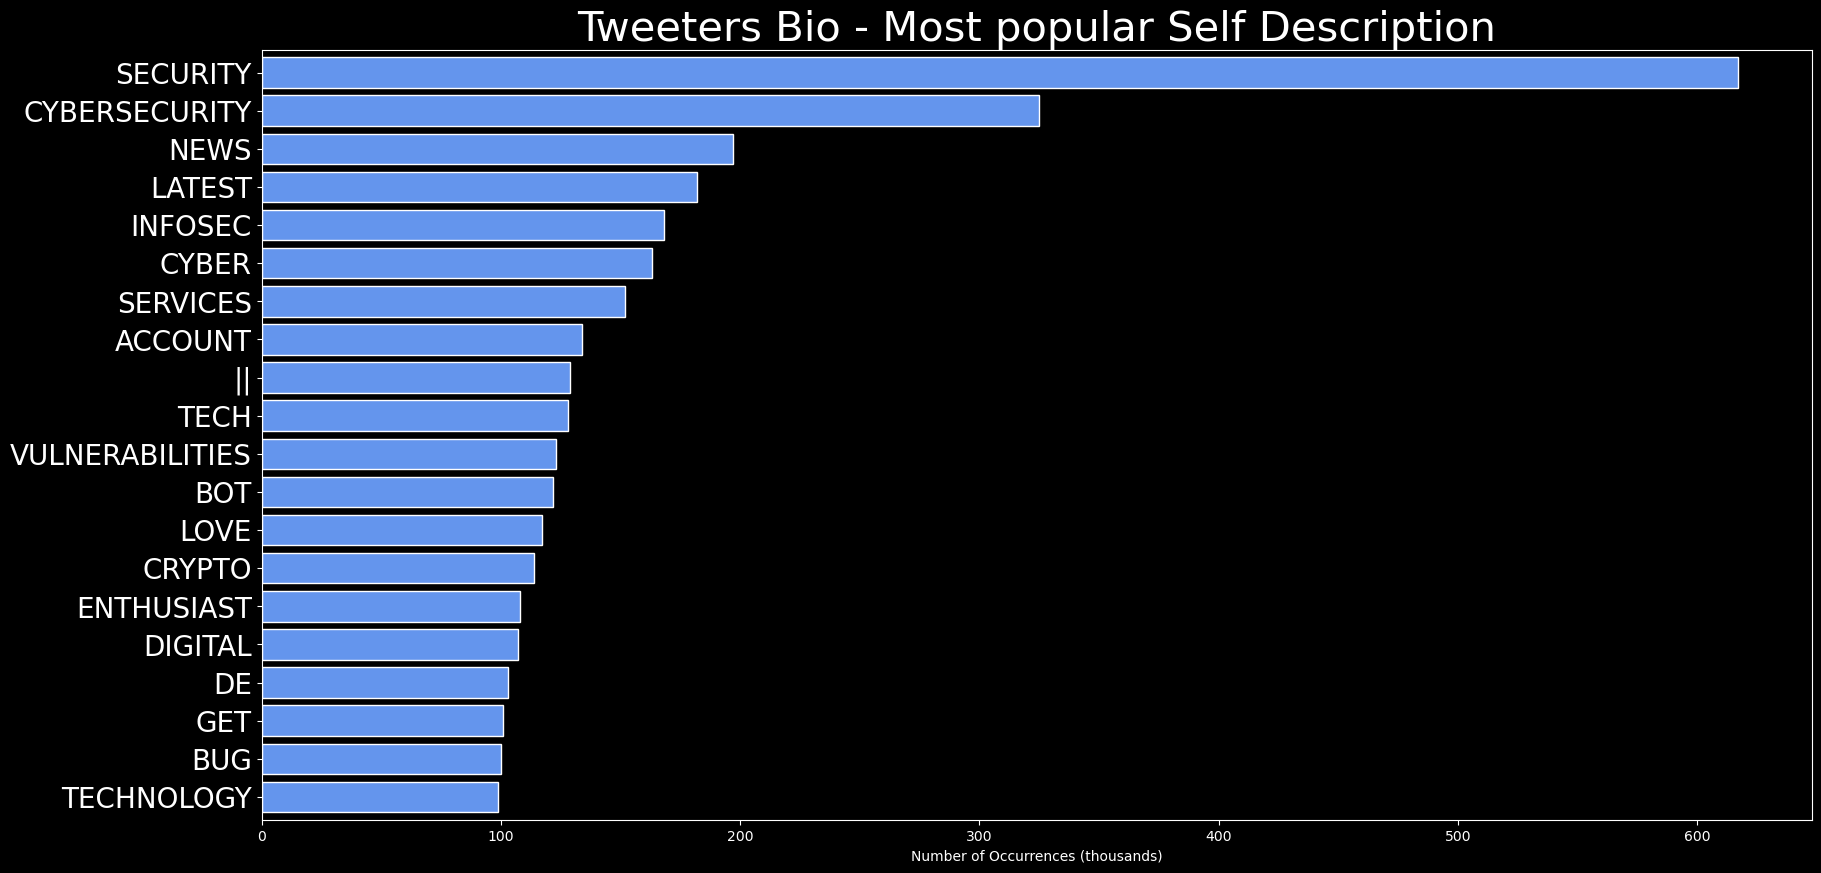 Tweeters Bio - Most popular Self Description
SECURITY
CYBERSECURITY
NEWS
LATEST
INFOSEC
CYBER
SERVICES
ACCOUNT
||
TECH
VULNERABILITIES
BOT
LOVE
CRYPTO
ENTHUSIAST
DIGITAL
DE
GET
BUG
TECHNOLOGY
0 100 200 300 400 500 600
Number of Occurrences (thousands)